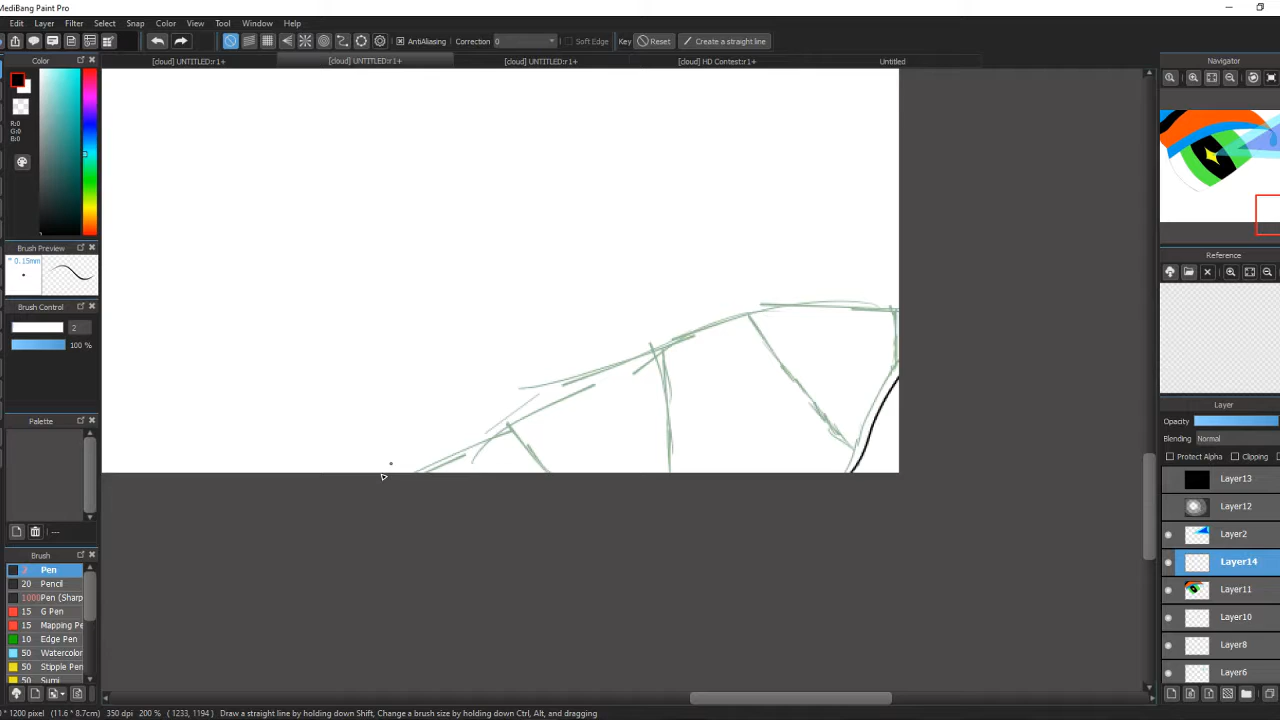 MediBang Paint Pro
Edit Layer Filter Select Snap Color View Tool Window Help
AntiAliasing Correction 0 Soft Edge Key Reset Create a straight line
Color
[cloud] UNTITLED:r1+ [cloud] UNTITLED:r1+ [cloud] UNTITLED:r1+ [cloud] HD Contest:r1+ Untitled
Navigator
R:0
G:0
B:0
Brush Preview
0.15mm
Reference
Brush Control
2
100 %
Layer
Palette
Opacity
Blending Normal
Protect Alpha Clipping
Layer13
Layer12
Layer2
Layer14
Layer11
Layer10
Layer8
Layer6
---
Brush
Pen
20 Pencil
1000 Pen (Sharp
15 G Pen
15 Mapping Pe
10 Edge Pen
50 Watercolor
50 Stipple Pen
50 Sumi
* 1200 pixel (11.6 * 8.7cm) 350 dpi 200 % ( 1233, 1194 ) Draw a straight line by holding down Shift, Change a brush size by holding down Ctrl, Alt, and dragging